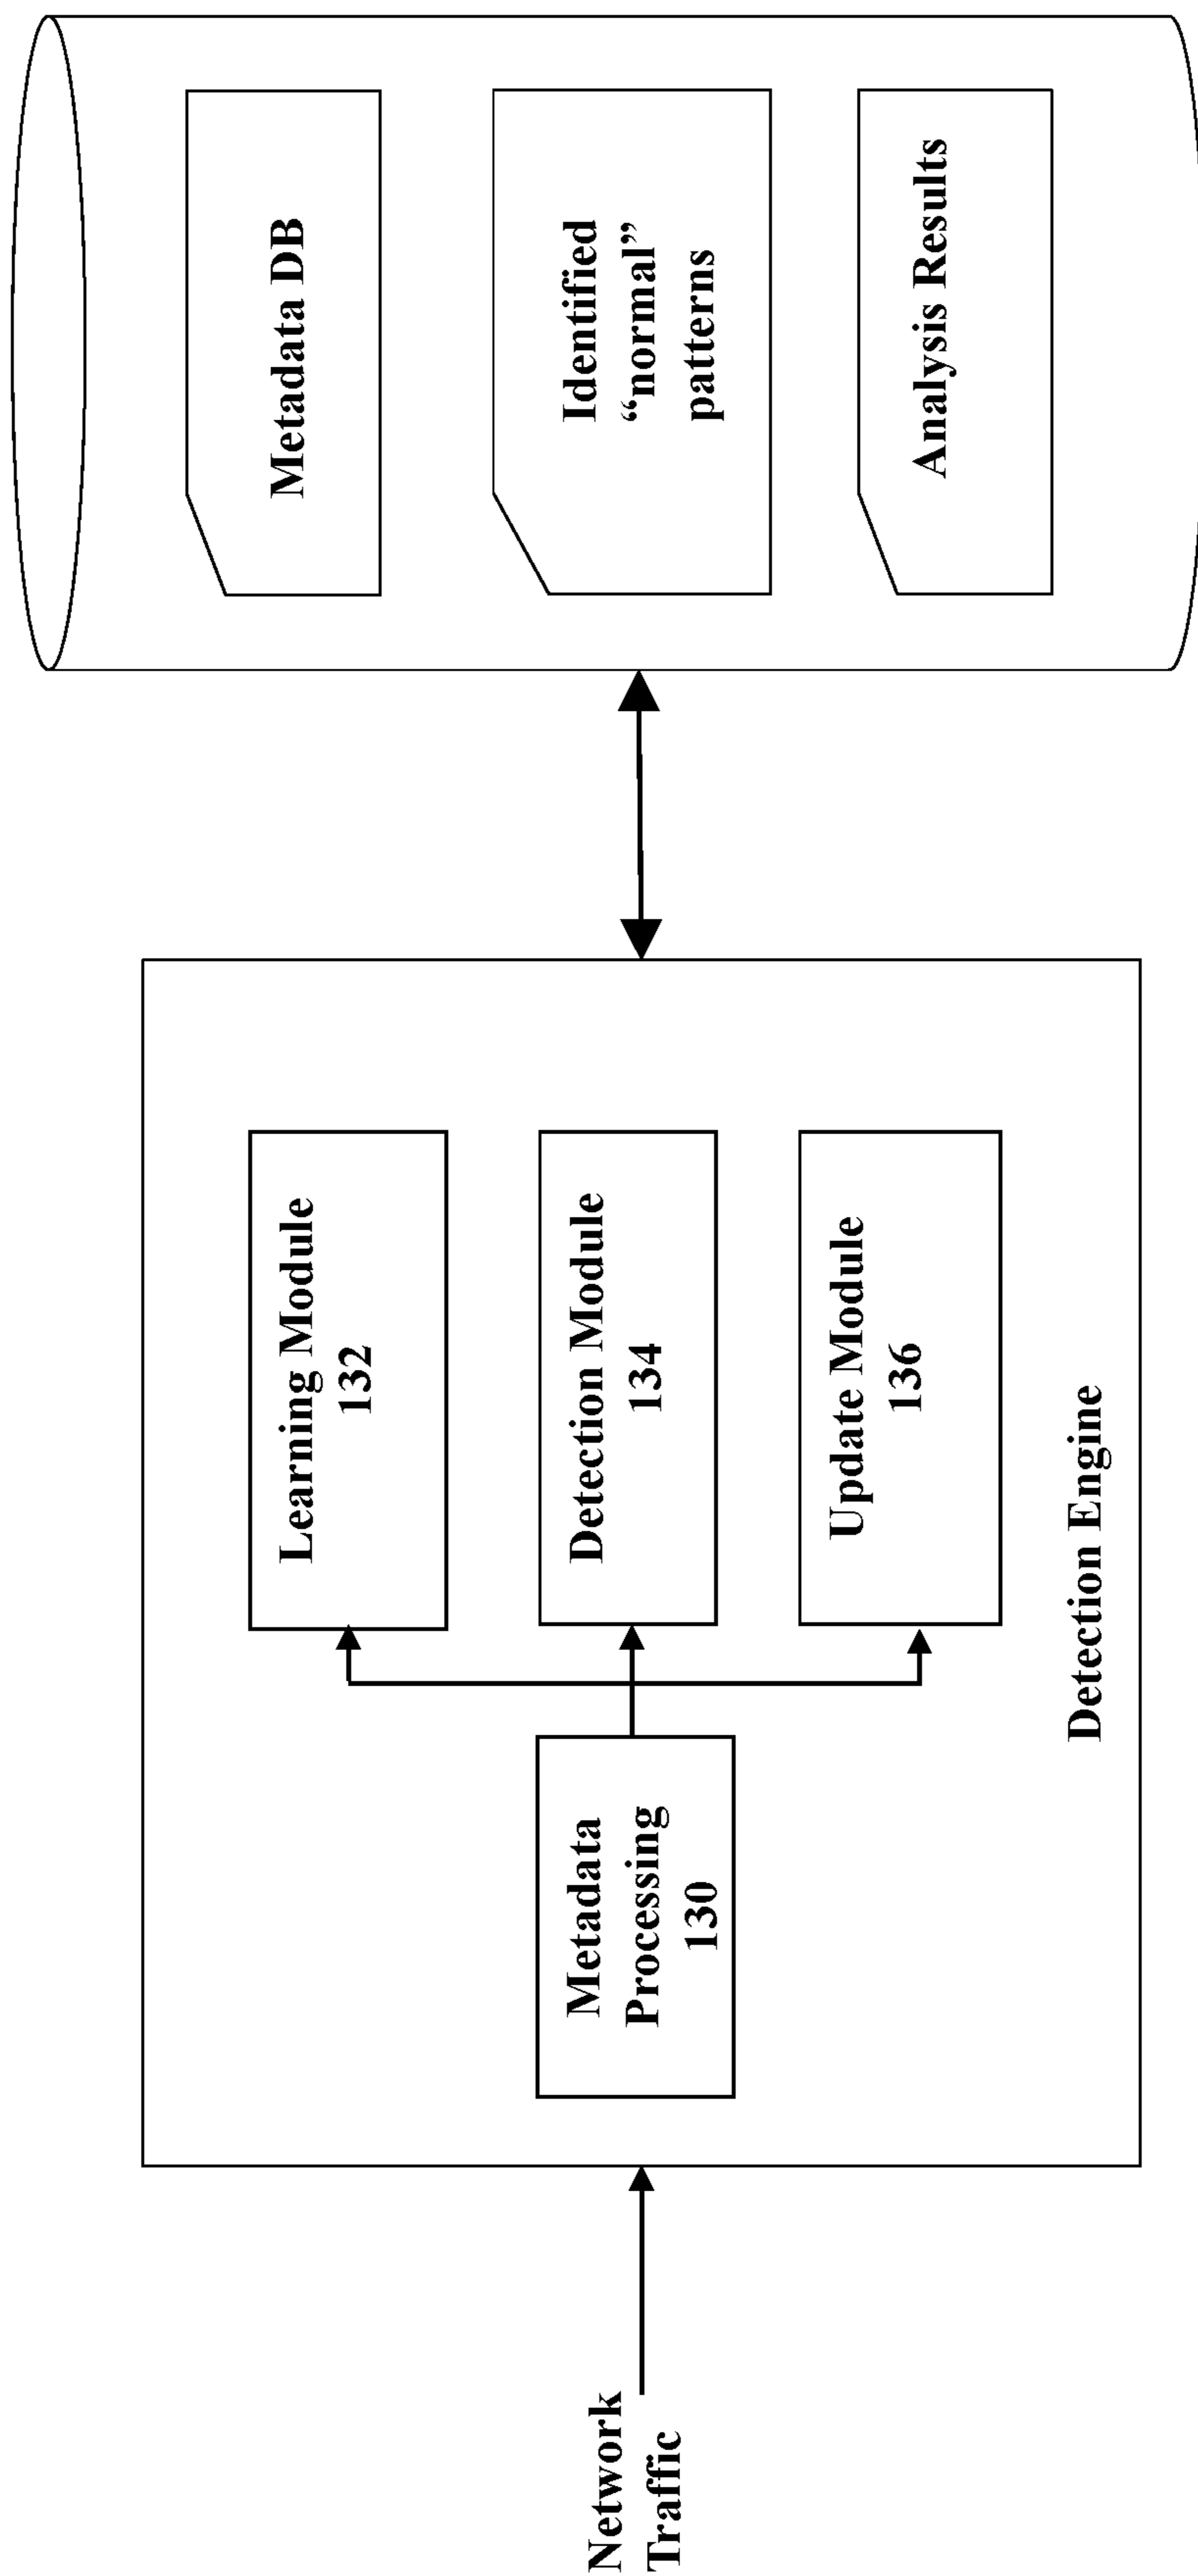 Network
Traffic
Metadata
Processing
130
Learning Module
132
Detection Module
134
Update Module
136
Detection Engine
Metadata DB
Identified
“normal”
patterns
Analysis Results